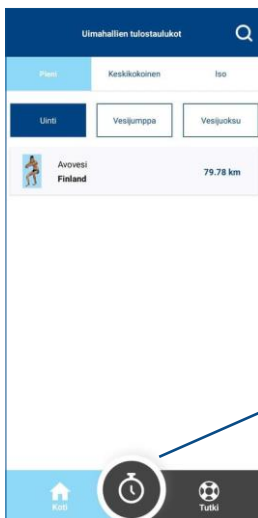 Uimahallien tulostaulukot
Pieni Keskikokoinen Iso
Uinti Vesijumppa Vesijuoksu
Avovesi
Finland
79.78 km
Koti Tutki